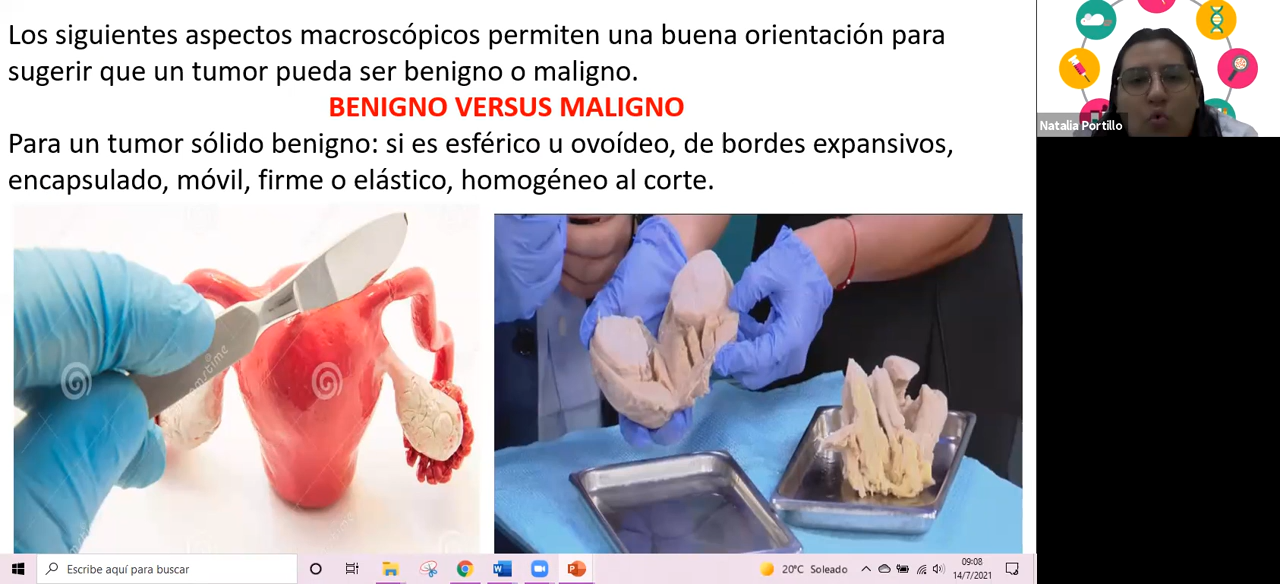 Los siguientes aspectos macroscópicos permiten una buena orientación para
sugerir que un tumor pueda ser benigno o maligno.
BENIGNO VERSUS MALIGNO
Para un tumor sólido benigno: si es esférico u ovoídeo, de bordes expansivos,
encapsulado, móvil, firme o elástico, homogéneo al corte.
Natalia Portillo
Escribe aquí para buscar
20°C Soleado
09:08
14/7/2021